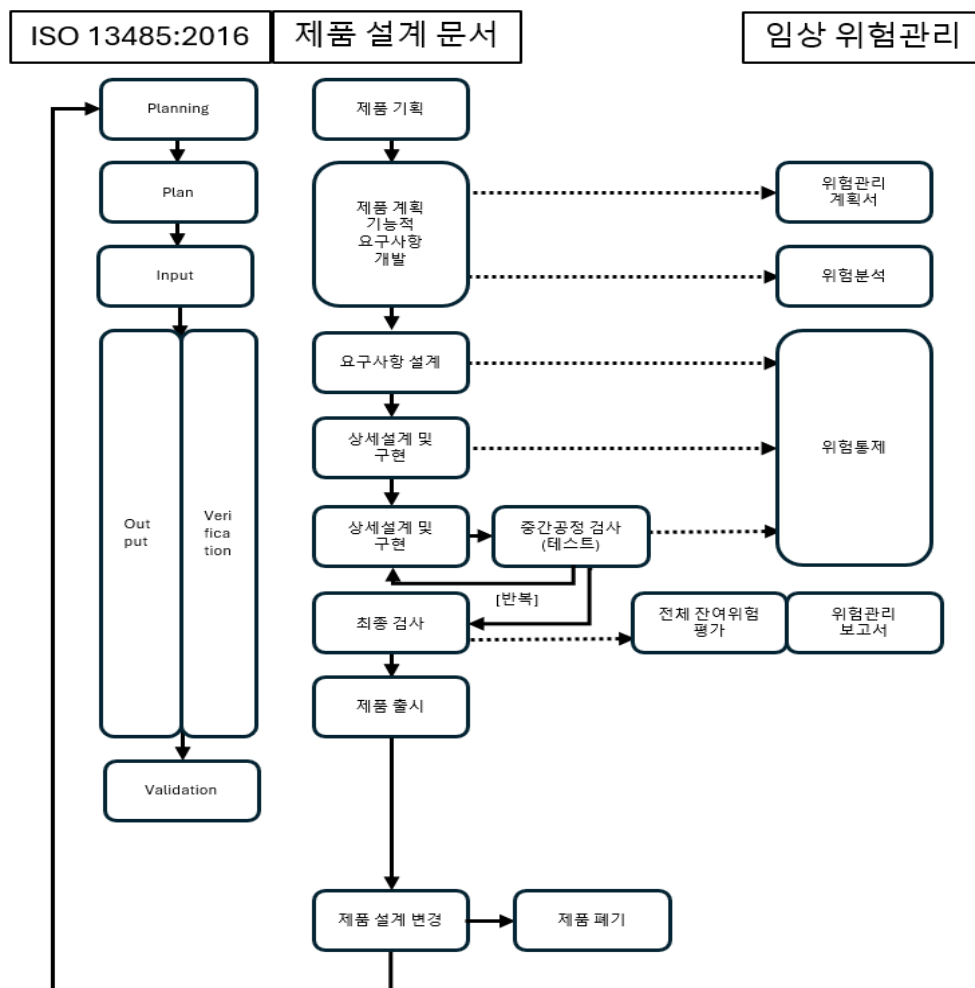 ISO 13485:2016
제품 설계 문서
임상 위험관리
Planning
제품 기획
Plan
제품 계획
기능적
요구사항
개발
위험관리
계획서
Input
위험분석
요구사항 설계
상세설계 및
구현
위험통제
Out
put
Veri
fica
tion
상세설계 및
구현
중간공정 검사
(테스트)
[반복]
최종 검사
전체 잔여위험
평가
위험관리
보고서
제품 출시
Validation
제품 설계 변경
제품 폐기